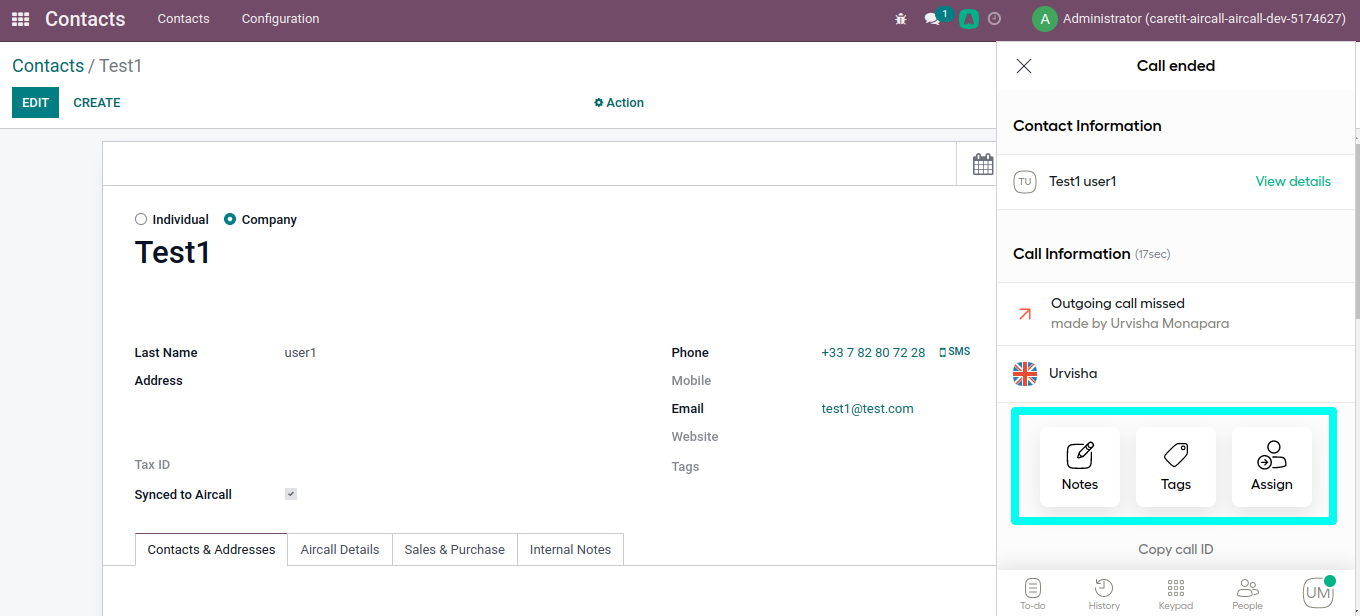 Contacts Contacts Configuration 1 A A Administrator (caretit-aircall-aircall-dev-5174627)
Contacts / Test1
EDIT CREATE Action
Individual Company
Test1
Last Name user1
Address
Tax ID
Synced to Aircall
Phone +33 7 82 80 72 28 SMS
Mobile
Email test1@test.com
Website
Tags
Contacts & Addresses Aircall Details Sales & Purchase Internal Notes
Call ended
Contact Information
TU Test1 user1 View details
Call Information (17sec)
Outgoing call missed
made by Urvisha Monapara
Urvisha
Notes Tags Assign
Copy call ID
To-do History Keypad People UM